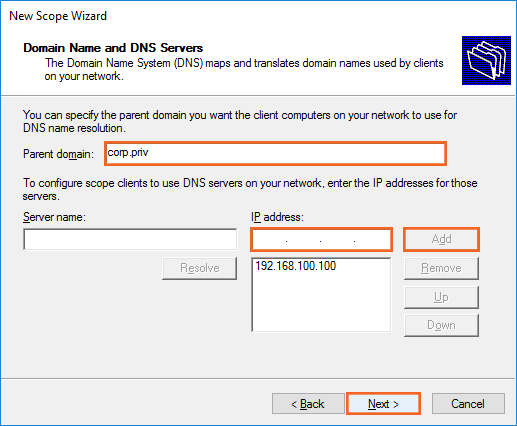 New Scope Wizard
Domain Name and DNS Servers
The Domain Name System (DNS) maps and translates domain names used by clients
on your network.
You can specify the parent domain you want the client computers on your network to use for
DNS name resolution.
Parent domain: corp.priv
To configure scope clients to use DNS servers on your network, enter the IP addresses for those
servers.
Server name: IP address:
. . . Add
Resolve 192.168.100.100 Remove
Up
Down
< Back Next > Cancel